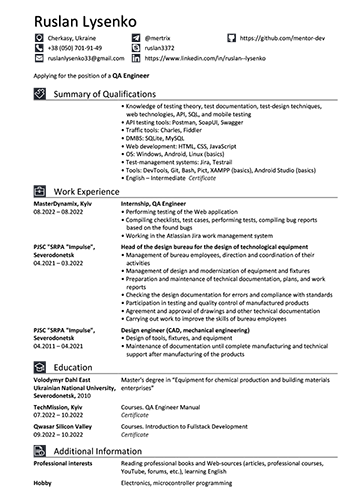 Ruslan Lysenko
Cherkasy, Ukraine @mertrix https://github.com/mentor-dev
+38 (050) 701-91-49 ruslan3372
ruslanlysenko33@gmail.com https://www.linkedin.com/in/ruslan--lysenko
Applying for the position of a QA Engineer
Summary of Qualifications
• Knowledge of testing theory, test documentation, test-design techniques,
web technologies, API, SQL, and mobile testing
• API testing tools: Postman, SoapUI, Swagger
• Traffic tools: Charles, Fiddler
• DMBS: SQLite, MySQL
• Web development: HTML, CSS, JavaScript
• OS: Windows, Android, Linux (basics)
• Test-management systems: Jira, Testrail
• Tools: DevTools, Git, Bash, Pict, XAMPP (basics), Android Studio (basics)
• English – Intermediate Certificate
Work Experience
MasterDynamix, Kyiv Internship, QA Engineer
08.2022 – 08.2022 • Performing testing of the Web application
• Compiling checklists, test cases, performing tests, compiling bug reports
based on the found bugs
• Working in the Atlassian Jira work management system
PJSC "SRPA "Impulse", Head of the design bureau for the design of technological equipment
Severodonetsk • Management of bureau employees, direction and coordination of their
04.2021 – 03.2022 activities
• Management of design and modernization of equipment and fixtures
• Preparation and maintenance of technical documentation, plans, and work
reports
• Checking the design documentation for errors and compliance with standards
• Participation in testing and quality control of manufactured products
• Agreement and approval of drawings and other technical documentation
• Carrying out work to improve the skills of bureau employees
PJSC "SRPA "Impulse", Design engineer (CAD, mechanical engineering)
Severodonetsk • Design of tools, fixtures, and equipment
04.2011 – 04.2021 • Maintenance of documentation until complete manufacturing and technical
support after manufacturing of the products
Education
Volodymyr Dahl East Master's degree in "Equipment for chemical production and building materials
Ukrainian National University, enterprises"
Severodonetsk, 2010
TechMission, Kyiv Courses. QA Engineer Manual
07.2022 – 10.2022 Certificate
Qwasar Silicon Valley Courses. Introduction to Fullstack Development
09.2022 – 10.2022 Certificate
Additional Information
Professional interests Reading professional books and Web-sources (articles, professional courses,
YouTube, forums, etc.), learning English
Hobby Electronics, microcontroller programming